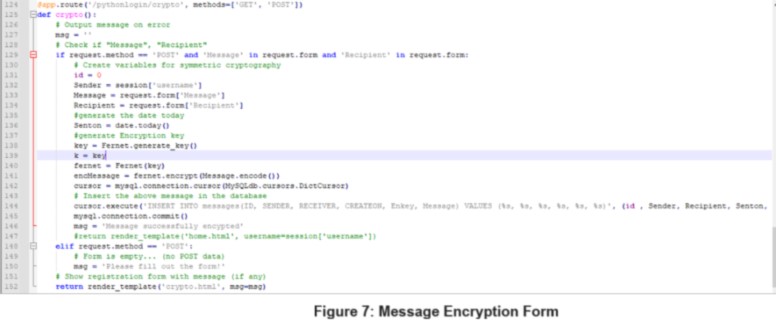 124 @app.route('/pythonlogin/crypto', methods=['GET', 'POST'])
125 def crypto():
126 # Output message on error
127 msg = ''
128 # Check if "Message", "Recipient"
129 if request.method == 'POST' and 'Message' in request.form and 'Recipient' in request.form:
130 # Create variables for symmetric cryptography
131 id = 0
132 Sender = session['username']
133 Message = request.form['Message']
134 Recipient = request.form['Recipient']
135 #generate the date today
136 Senton = date.today()
137 #generate Encryption key
138 key = Fernet.generate_key()
139 k = key
140 fernet = Fernet(key)
141 encMessage = fernet.encrypt(Message.encode())
142 cursor = mysql.connection.cursor(MySQLdb.cursors.DictCursor)
143 # Insert the above message in the database
144 cursor.execute('INSERT INTO messages(ID, SENDER, RECEIVER, CREATEON, Enkey, Message) VALUES (%s, %s, %s, %s, %s, %s)', (id , Sender, Recipient, Senton,
145 mysql.connection.commit()
146 msg = 'Message successfully encypted'
147 #return render_template('home.html', username=session['username'])
148 elif request.method == 'POST':
149 # Form is empty... (no POST data)
150 msg = 'Please fill out the form!'
151 # Show registration form with message (if any)
152 return render_template('crypto.html', msg=msg)
Figure 7: Message Encryption Form